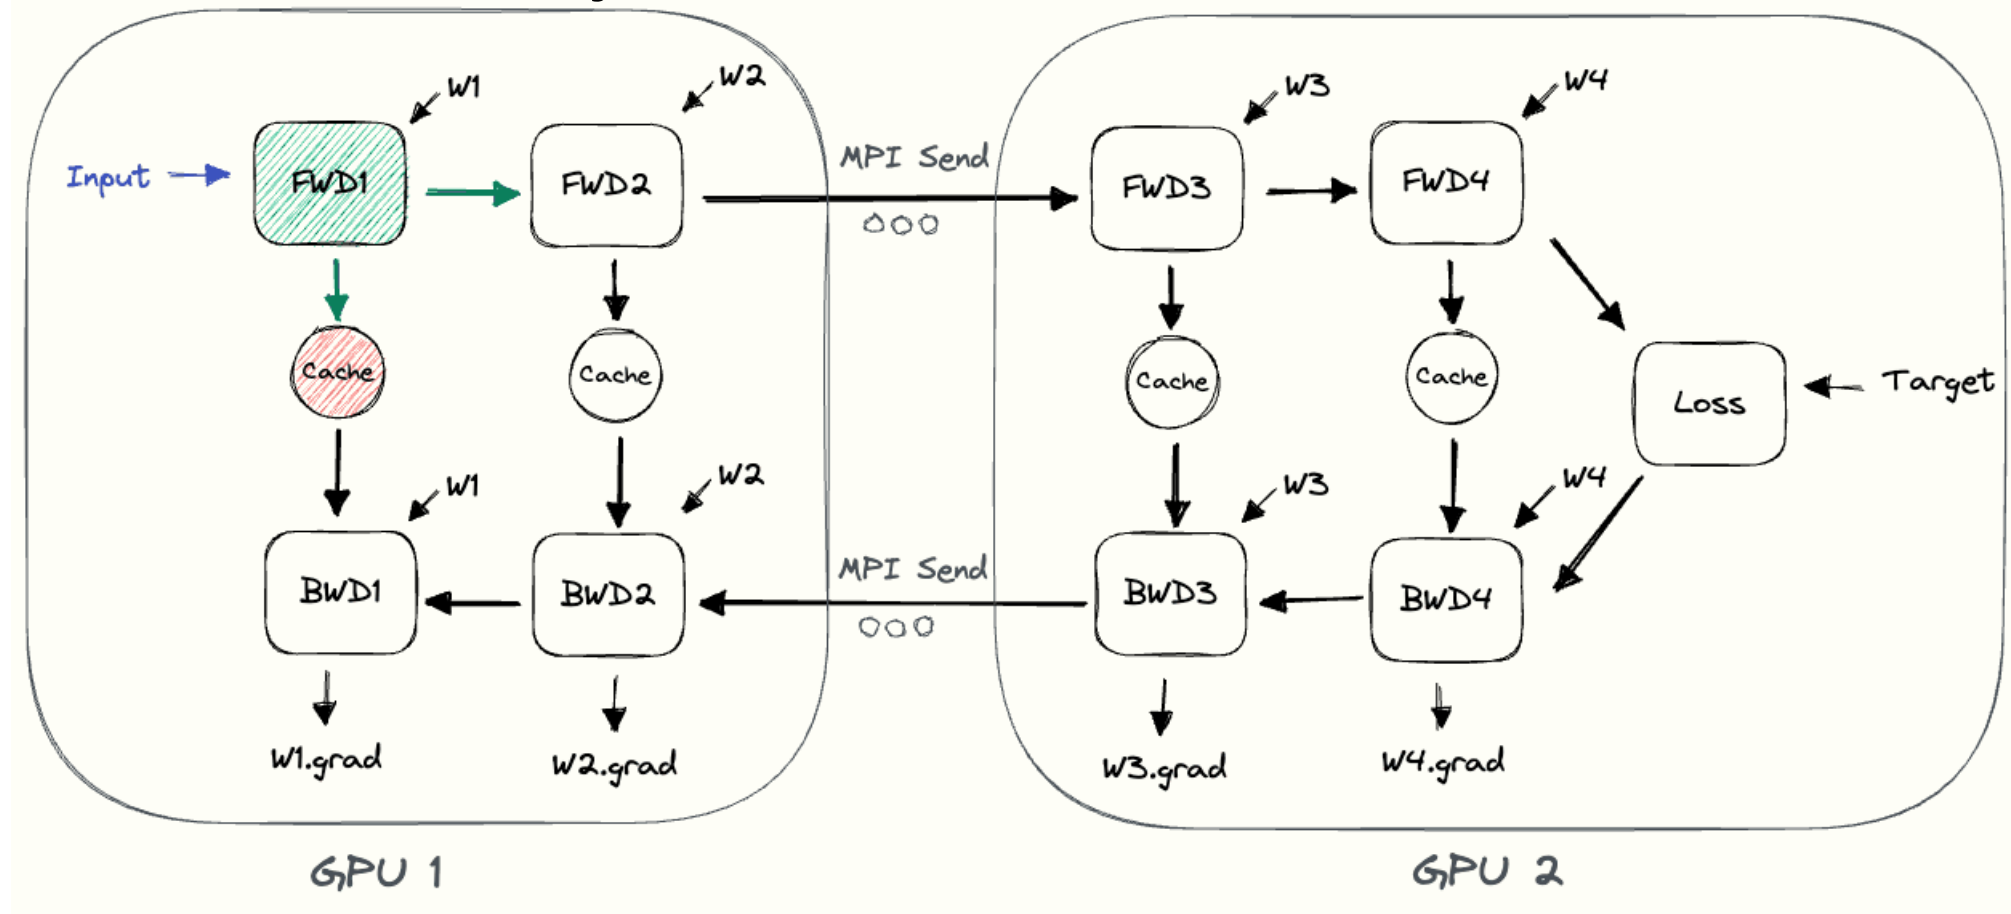 W1
W2
W3
W4
Input
FWD1
FWD2
MPI Send
FWD3
FWD4
Cache
Cache
Cache
Cache
Loss
Target
W1
W2
W3
W4
BWD1
BWD2
MPI Send
BWD3
BWD4
W1.grad
W2.grad
W3.grad
W4.grad
GPU 1
GPU 2